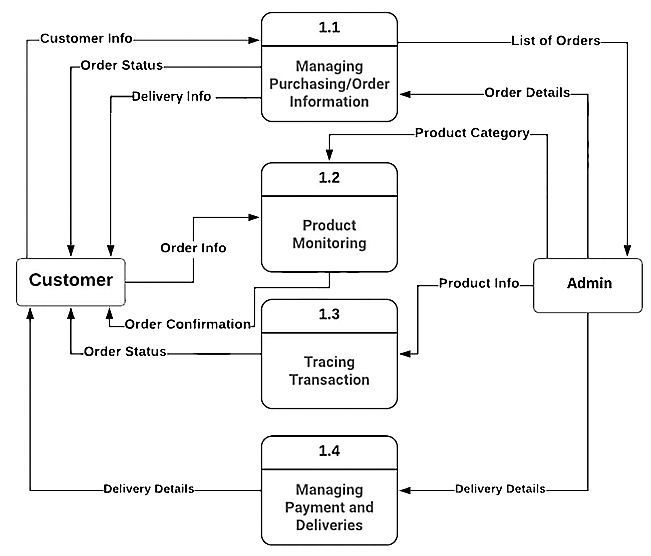 1.1
Customer Info
List of Orders
Managing
Purchasing/Order
Information
Order Status
Delivery Info
Order Details
Product Category
1.2
Product
Monitoring
Order Info
Customer
Admin
Product Info
1.3
Order Confirmation
Order Status
Tracing
Transaction
1.4
Delivery Details
Managing
Payment and
Deliveries
Delivery Details